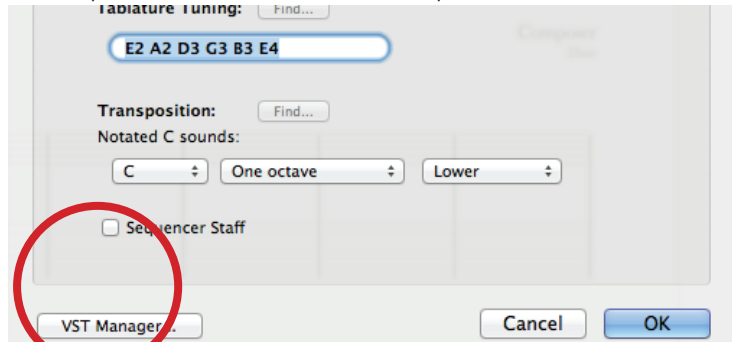 Tablature Tuning: Find...
E2 A2 D3 G3 B3 E4
Composer
Transposition: Find...
Notated C sounds:
C One octave Lower
Sequencer Staff
VST Manager... Cancel OK